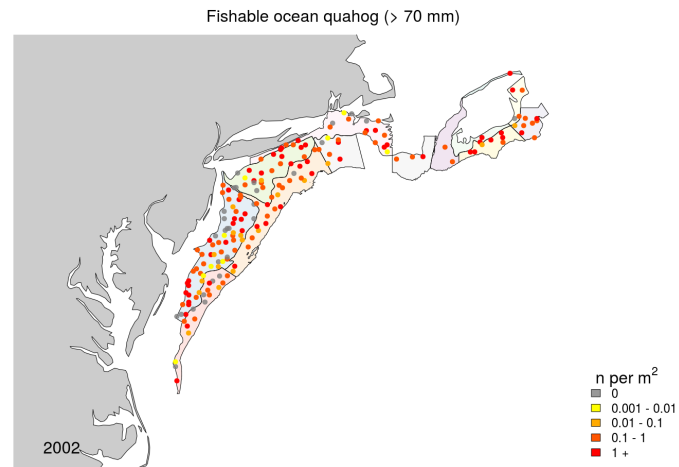 Fishable ocean quahog (> 70 mm)
n per m²
0
0.001 - 0.01
0.01 - 0.1
0.1 - 1
1 +
2002